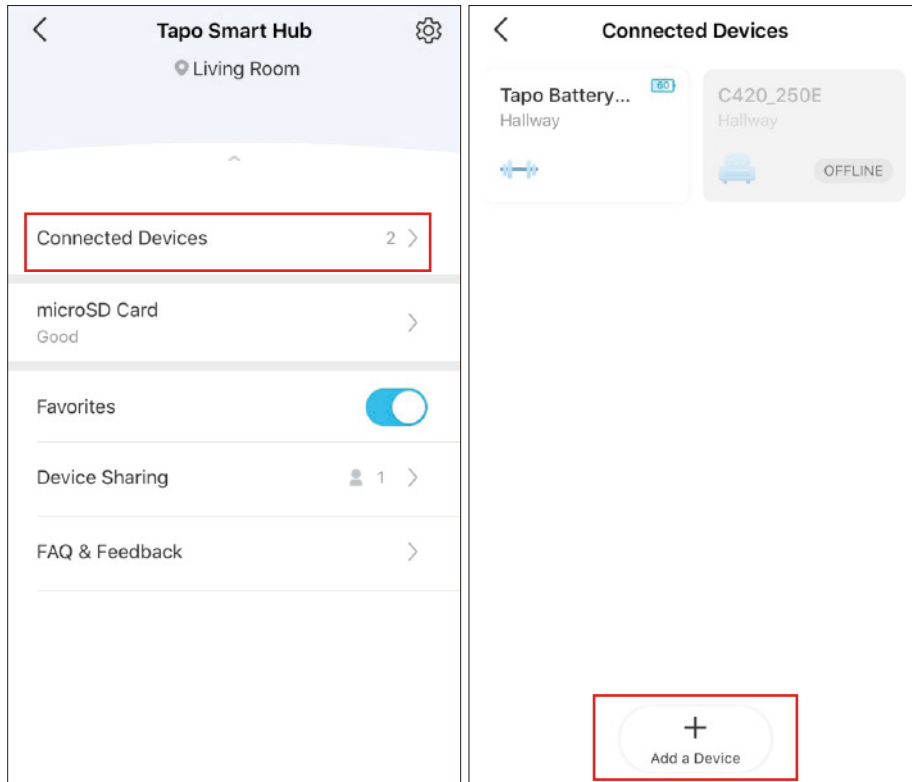 Tapo Smart Hub
Living Room
Connected Devices 2
microSD Card
Good
Favorites
Device Sharing 1
FAQ & Feedback
Connected Devices
Tapo Battery... 60
Hallway
C420_250E
Hallway
OFFLINE
Add a Device